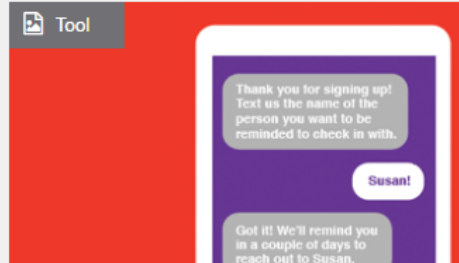 Tool
Thank you for signing up!
Text us the name of the
person you want to be
reminded to check in with.
Susan!
Got it! We'll remind you
in a couple of days to
reach out to Susan.